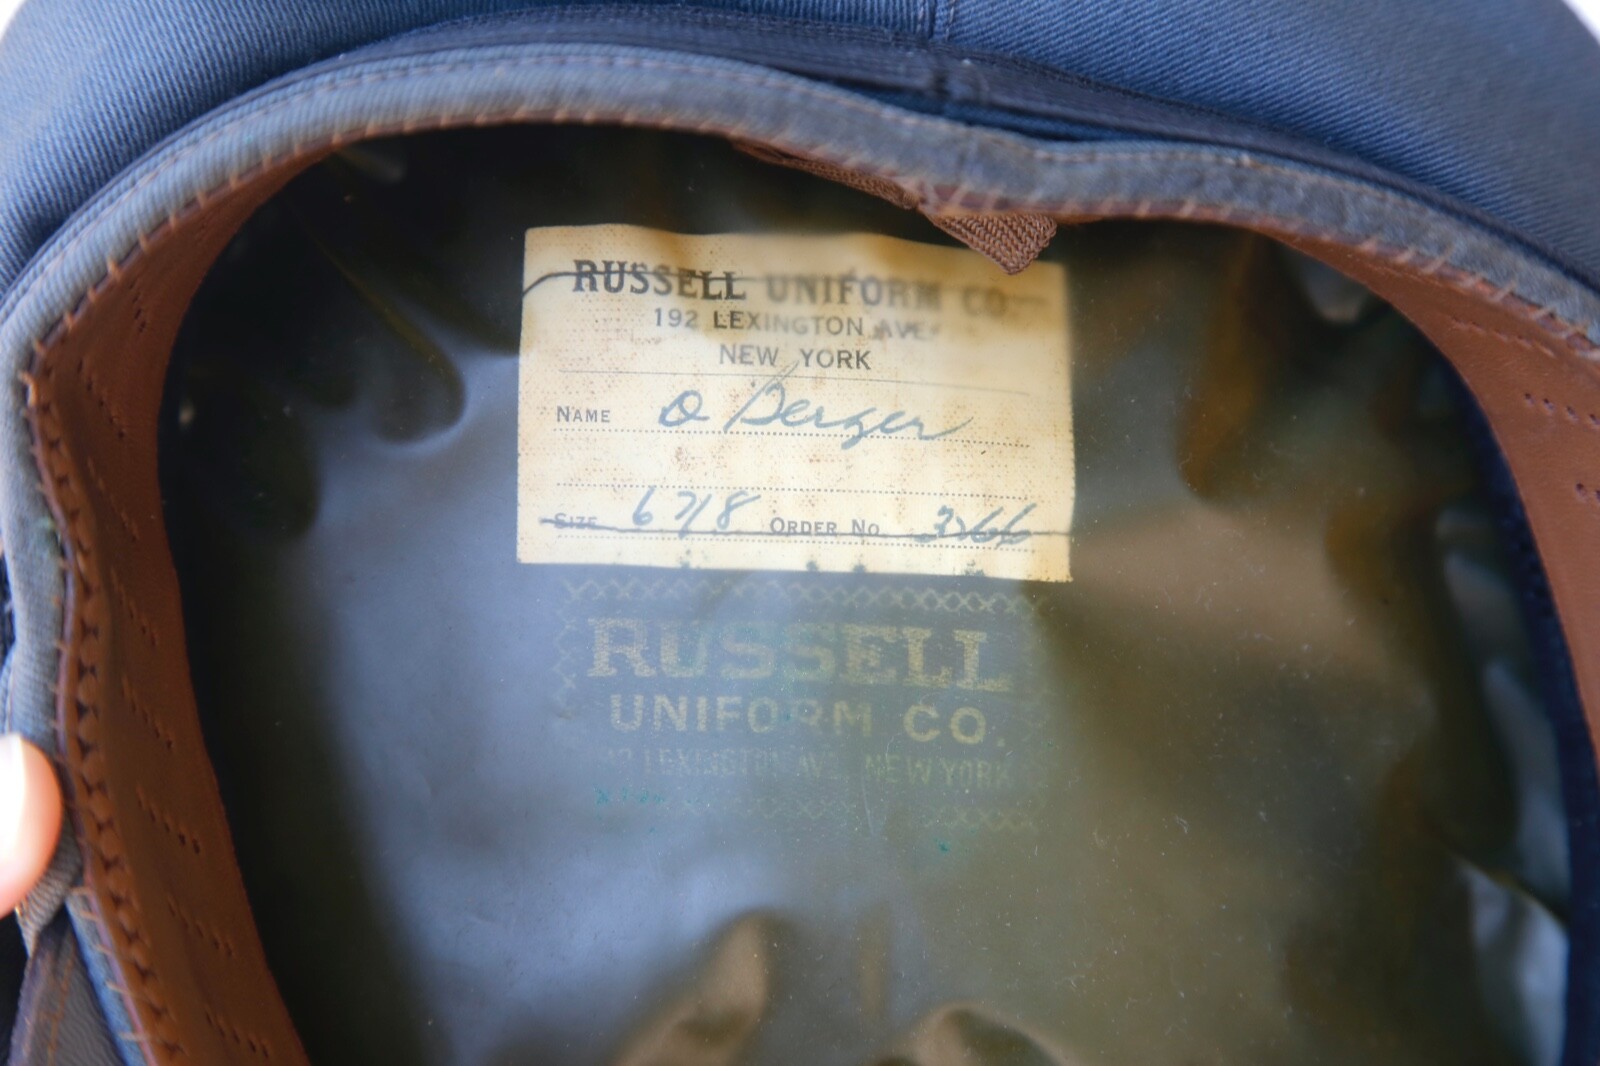 RUSSELL UNIFORM CO.
192 LEXINGTON AVE.
NEW YORK
NAME O Berger
SIZE 6 7/8 ORDER No. 3266
RUSSELL
UNIFORM CO.
192 LEXINGTON AVE. NEW YORK